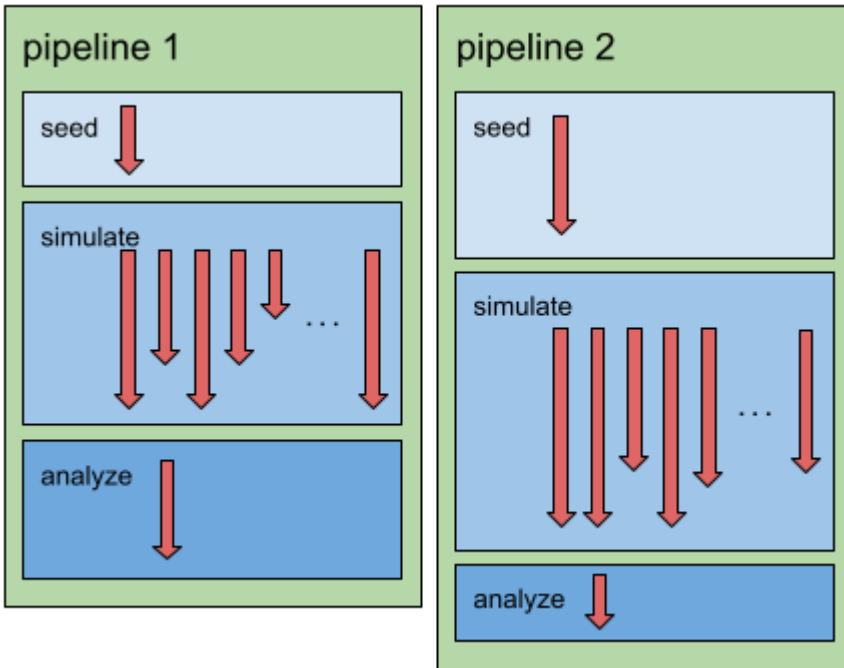 pipeline 1
seed
simulate
...
analyze
pipeline 2
seed
simulate
...
analyze